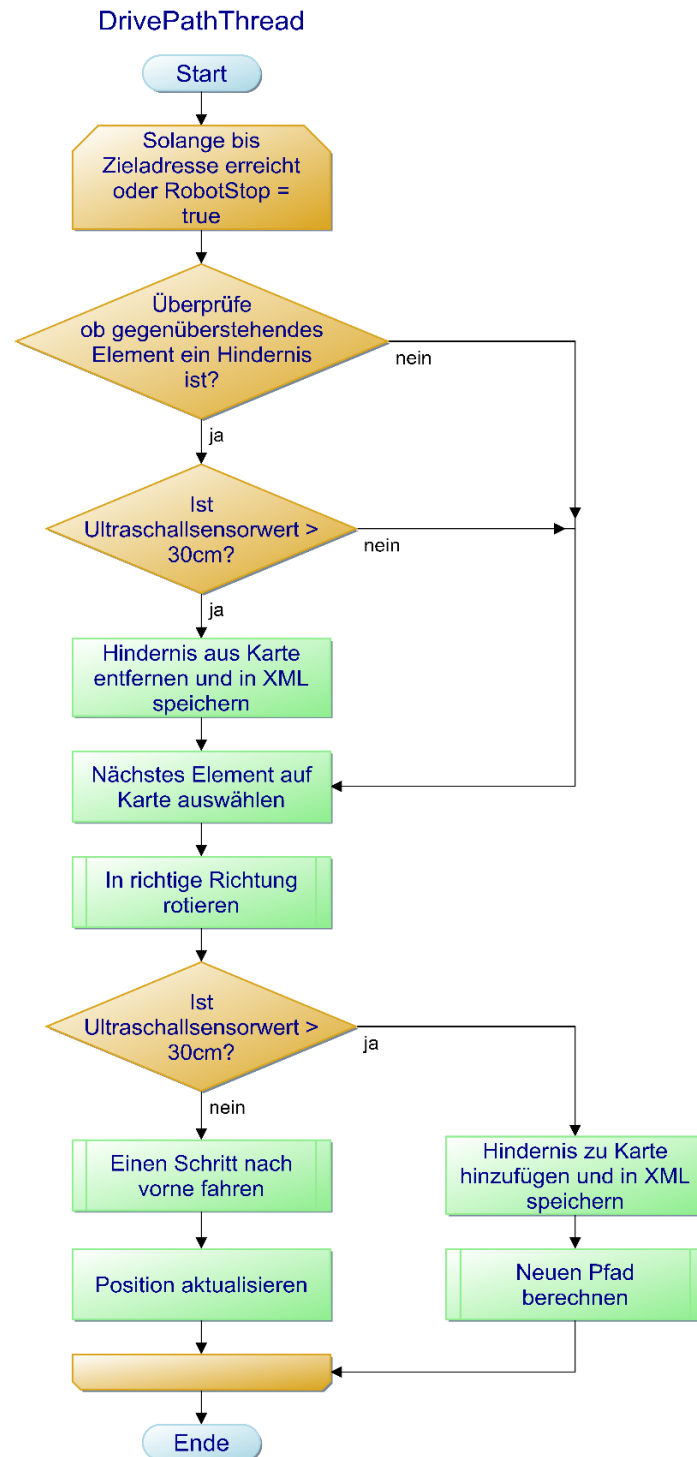 DrivePathThread
Start
Solange bis
Zieladresse erreicht
oder RobotStop =
true
Überprüfe
ob gegenüberstehendes
Element ein Hindernis
ist?
nein
ja
Ist
Ultraschallsensorwert >
30cm?
nein
ja
Hindernis aus Karte
entfernen und in XML
speichern
Nächstes Element auf
Karte auswählen
In richtige Richtung
rotieren
Ist
Ultraschallsensorwert >
30cm?
ja
nein
Einen Schritt nach
vorne fahren
Hindernis zu Karte
hinzufügen und in XML
speichern
Position aktualisieren
Neuen Pfad
berechnen
Ende